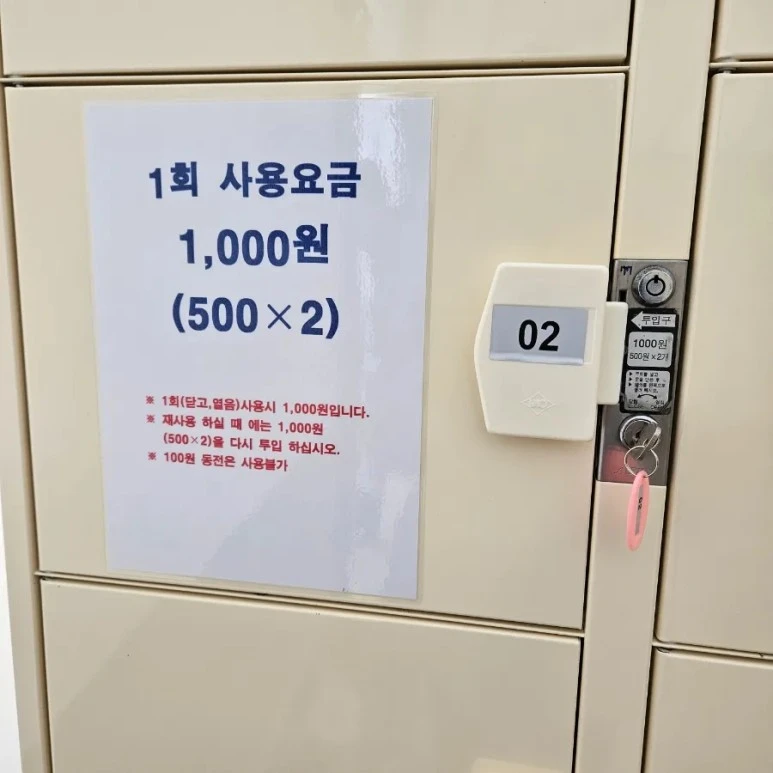 1회 사용요금
1,000원
(500×2)
※ 1회(닫고,열음)사용시 1,000원입니다.
※ 재사용 하실 때 에는 1,000원
(500×2)을 다시 투입 하십시오.
※ 100원 동전은 사용불가
02
투입구
1000원
500원×2개